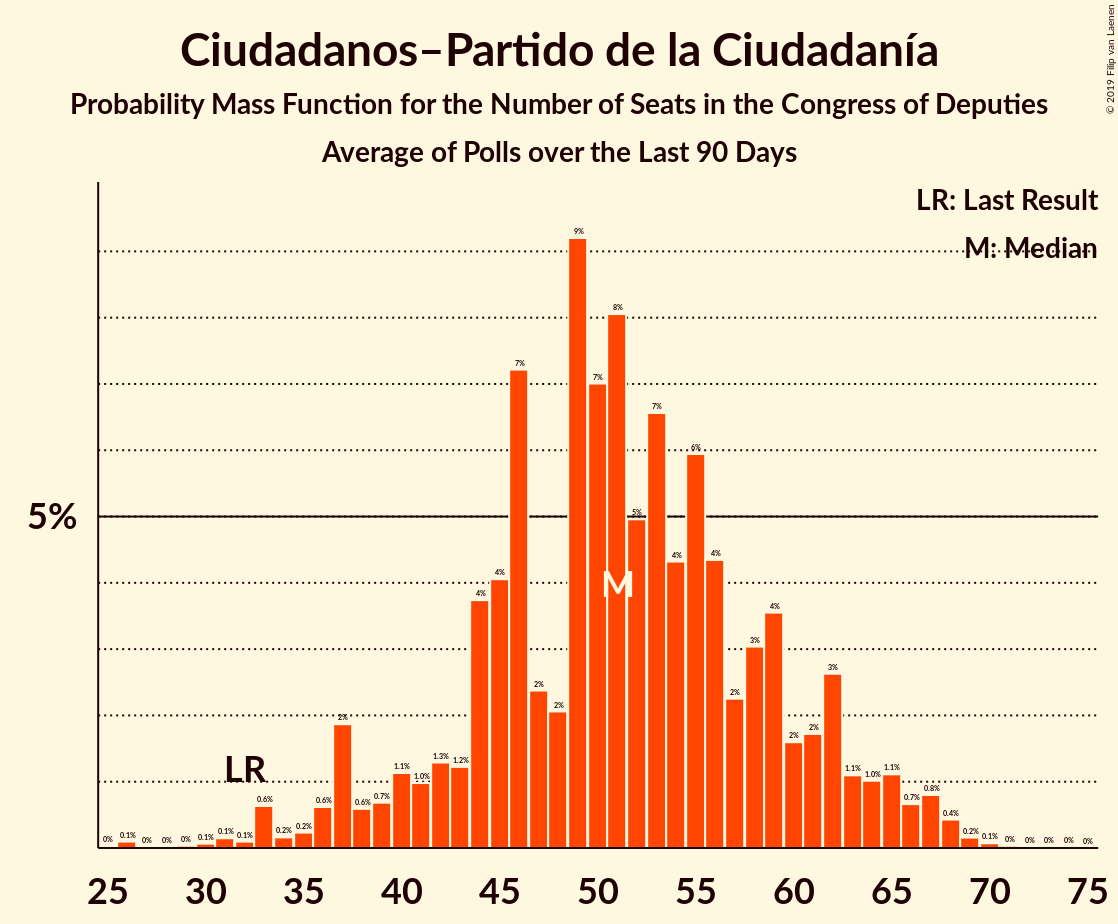 Ciudadanos–Partido de la Ciudadanía
Probability Mass Function for the Number of Seats in the Congress of Deputies
Average of Polls over the Last 90 Days
© 2019 Filip van Laenen
LR: Last Result
M: Median
5%
LR
M
0% 0.1% 0% 0% 0% 0.1% 0.1% 0.1% 0.6% 0.2% 0.2% 0.6% 2% 0.6% 0.7% 1.1% 1.0% 1.3% 1.2% 4% 4% 7% 2% 2% 9% 7% 8% 5% 7% 4% 6% 4% 2% 3% 4% 2% 2% 3% 1.1% 1.0% 1.1% 0.7% 0.8% 0.4% 0.2% 0.1% 0% 0% 0% 0% 0%
25 30 35 40 45 50 55 60 65 70 75